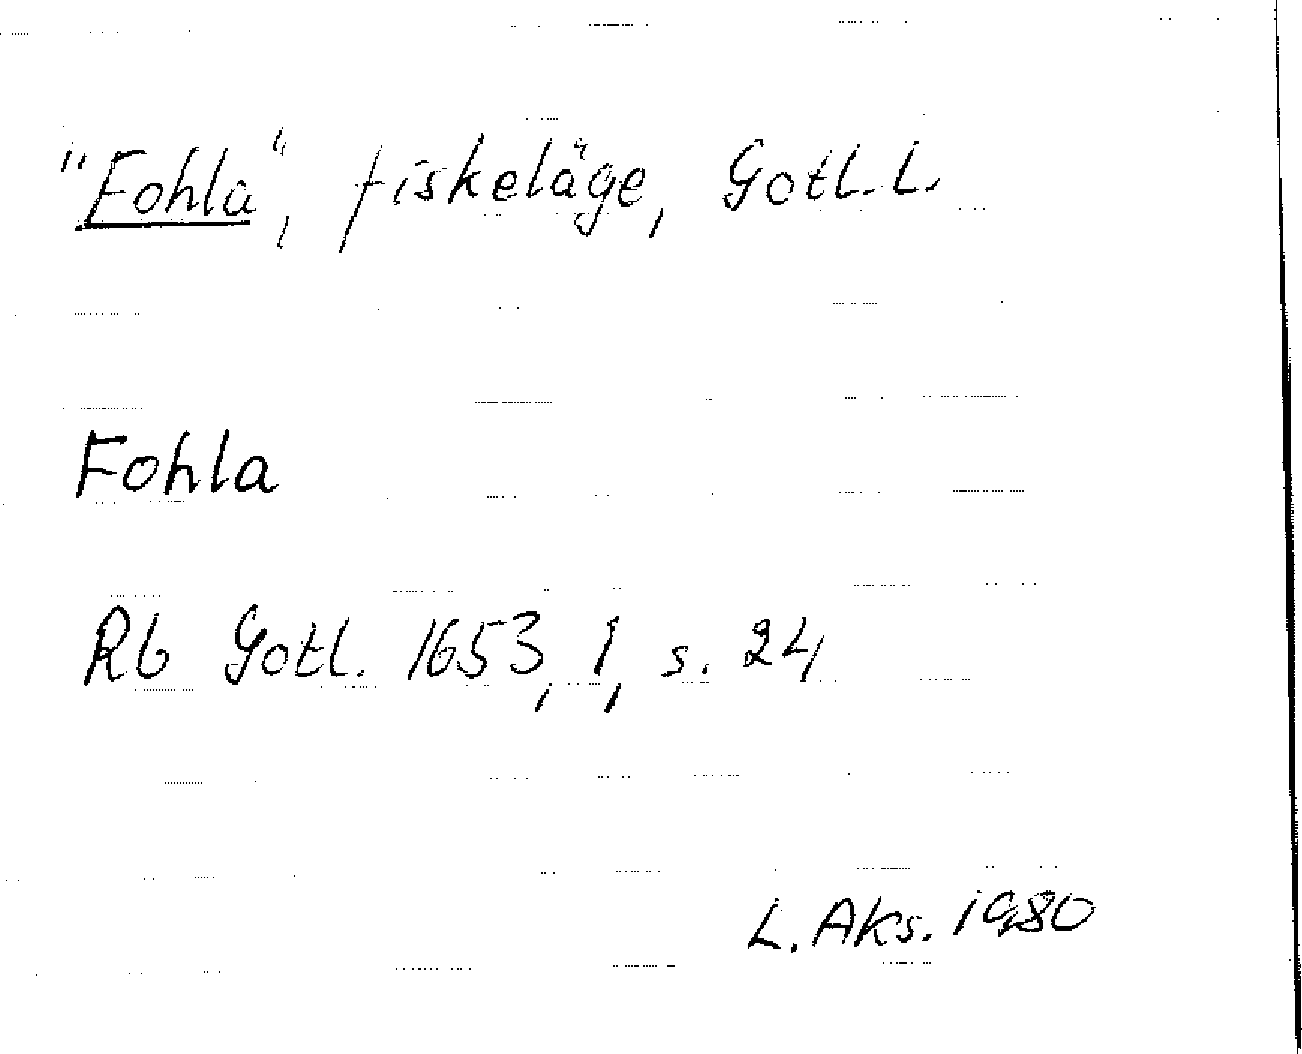 "Fohla", fiskeläge, Gotl. L.
Fohla
Rb Gotl. 1653, 1, s. 24
L. Aks. 1980